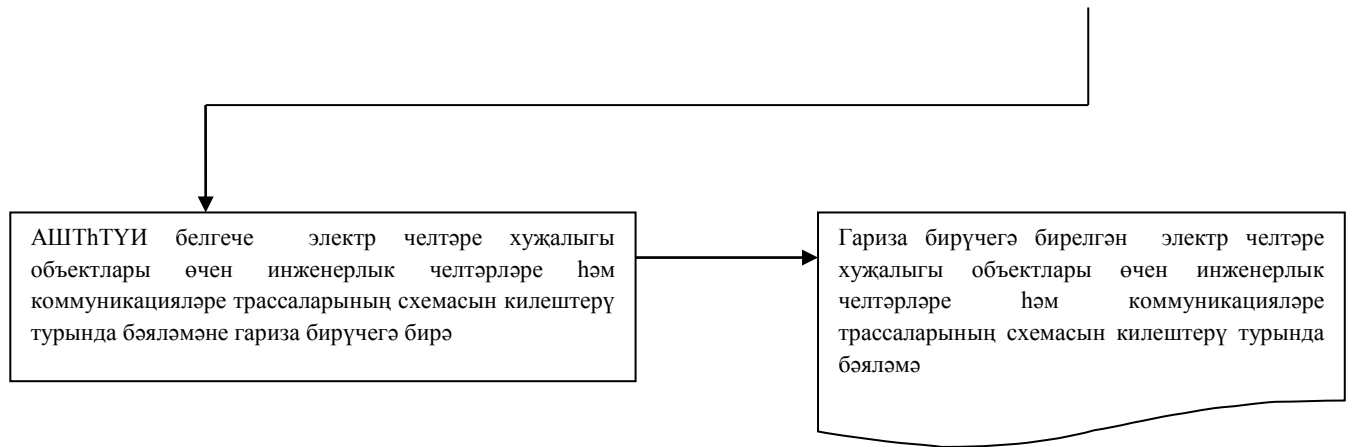 АШТҺТҮИ белгече электр челтәре хуҗалыгы
объектлары өчен инженерлык челтәрләре һәм
коммуникацияләре трассаларының схемасын килештерү
турында бәяләмәне гариза бирүчегә бирә
Гариза бирүчегә бирелгән электр челтәре
хуҗалыгы объектлары өчен инженерлык
челтәрләре һәм коммуникацияләре
трассаларының схемасын килештерү турында
бәяләмә